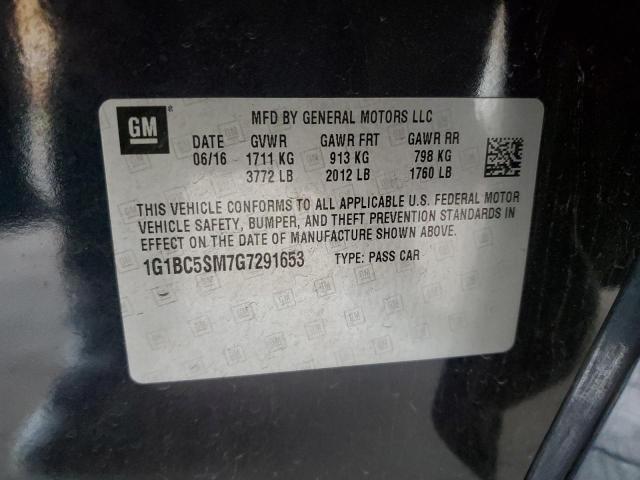 GM ® MFD BY GENERAL MOTORS LLC
DATE GVWR GAWR FRT GAWR RR
06/16 1711 KG 913 KG 798 KG
3772 LB 2012 LB 1760 LB
THIS VEHICLE CONFORMS TO ALL APPLICABLE U.S. FEDERAL MOTOR
VEHICLE SAFETY, BUMPER, AND THEFT PREVENTION STANDARDS IN
EFFECT ON THE DATE OF MANUFACTURE SHOWN ABOVE.
1G1BC5SM7G7291653 TYPE: PASS CAR